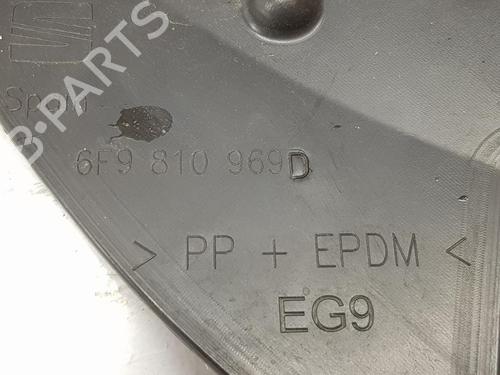 B-PARTS
Spain
6F9 810 969D
> PP + EPDM <
EG9